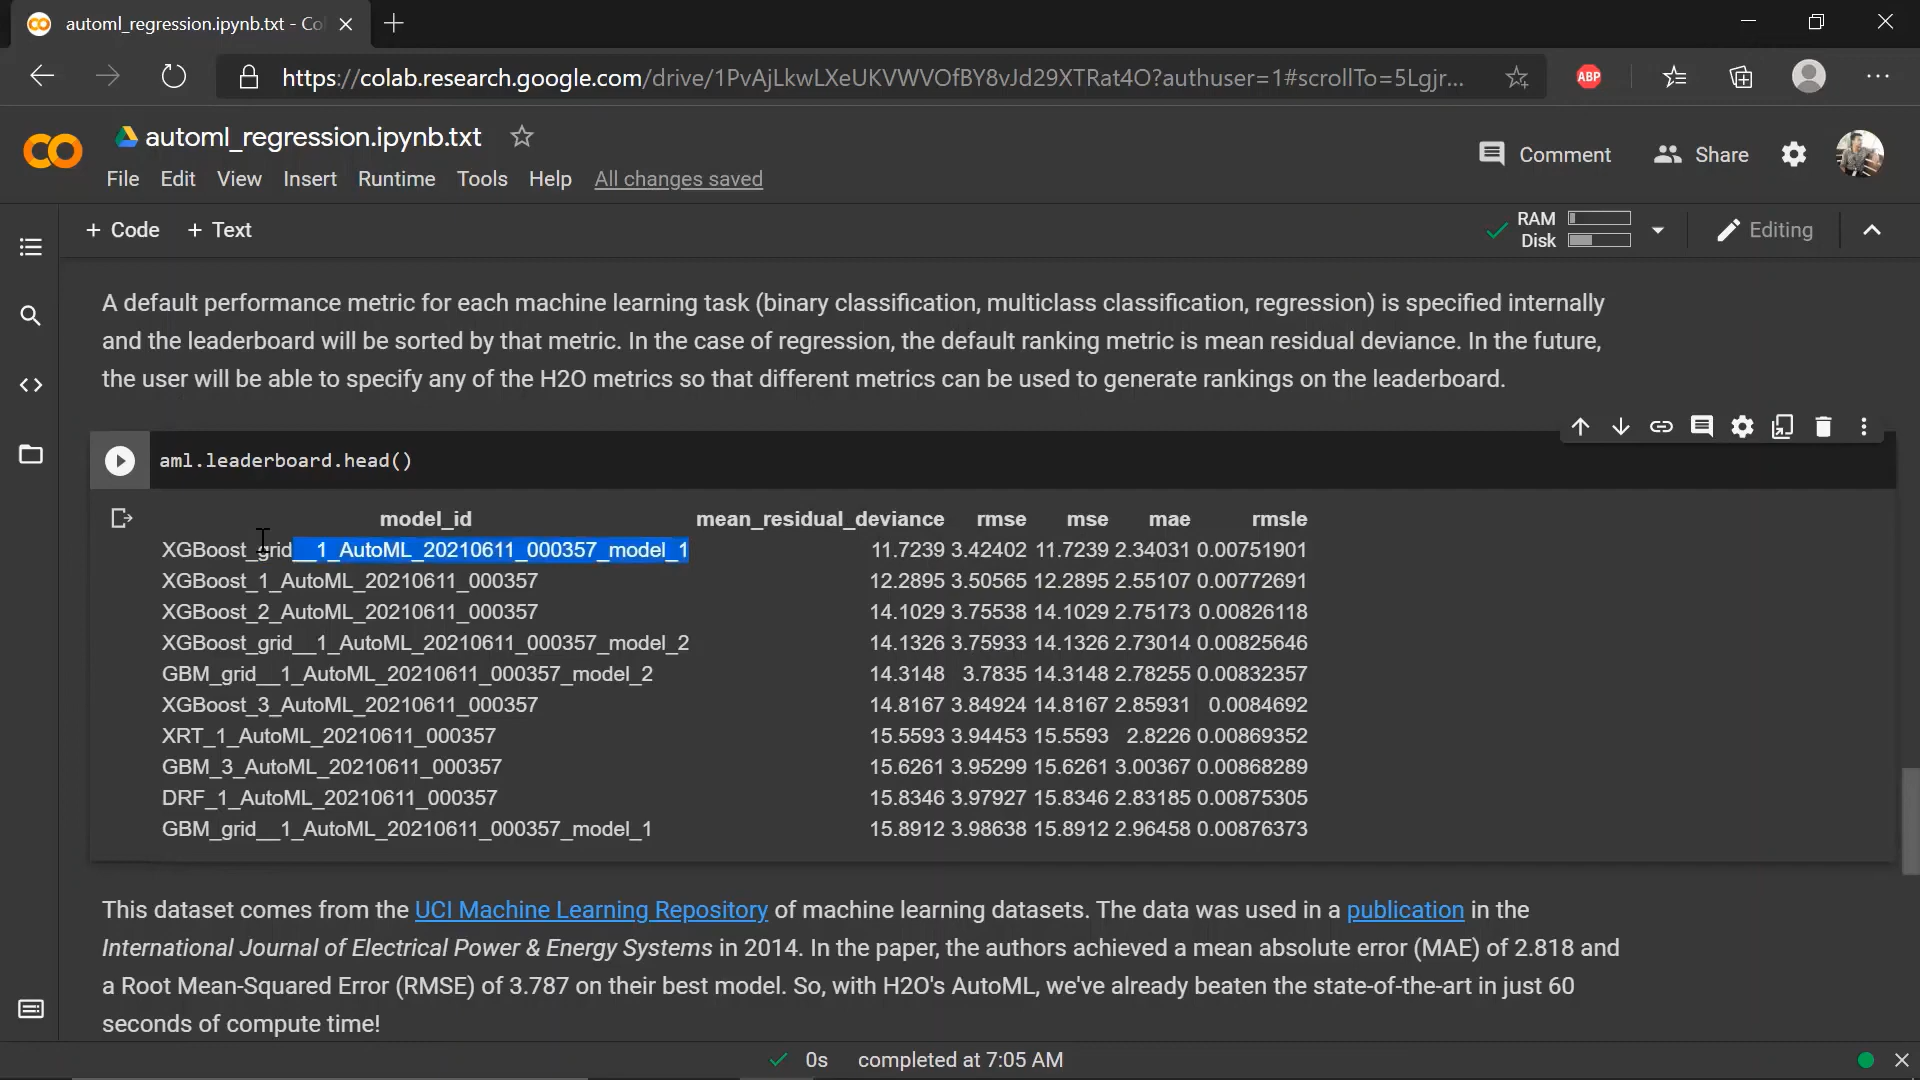 automl_regression.ipynb.txt - Co
https://colab.research.google.com/drive/1PvAjLkwLXeUKVWVOfBY8vJd29XTRat4O?authuser=1#scrollTo=5Lgjr...
ABP
automl_regression.ipynb.txt
Comment
Share
File Edit View Insert Runtime Tools Help All changes saved
+ Code + Text
RAM
Disk
Editing
A default performance metric for each machine learning task (binary classification, multiclass classification, regression) is specified internally
and the leaderboard will be sorted by that metric. In the case of regression, the default ranking metric is mean residual deviance. In the future,
the user will be able to specify any of the H2O metrics so that different metrics can be used to generate rankings on the leaderboard.
aml.leaderboard.head()
model_id mean_residual_deviance rmse mse mae rmsle
XGBoost_grid__1_AutoML_20210611_000357_model_1 11.7239 3.42402 11.7239 2.34031 0.00751901
XGBoost_1_AutoML_20210611_000357 12.2895 3.50565 12.2895 2.55107 0.00772691
XGBoost_2_AutoML_20210611_000357 14.1029 3.75538 14.1029 2.75173 0.00826118
XGBoost_grid__1_AutoML_20210611_000357_model_2 14.1326 3.75933 14.1326 2.73014 0.00825646
GBM_grid__1_AutoML_20210611_000357_model_2 14.3148 3.7835 14.3148 2.78255 0.00832357
XGBoost_3_AutoML_20210611_000357 14.8167 3.84924 14.8167 2.85931 0.0084692
XRT_1_AutoML_20210611_000357 15.5593 3.94453 15.5593 2.8226 0.00869352
GBM_3_AutoML_20210611_000357 15.6261 3.95299 15.6261 3.00367 0.00868289
DRF_1_AutoML_20210611_000357 15.8346 3.97927 15.8346 2.83185 0.00875305
GBM_grid__1_AutoML_20210611_000357_model_1 15.8912 3.98638 15.8912 2.96458 0.00876373
This dataset comes from the UCI Machine Learning Repository of machine learning datasets. The data was used in a publication in the
International Journal of Electrical Power & Energy Systems in 2014. In the paper, the authors achieved a mean absolute error (MAE) of 2.818 and
a Root Mean-Squared Error (RMSE) of 3.787 on their best model. So, with H2O's AutoML, we've already beaten the state-of-the-art in just 60
seconds of compute time!
0s completed at 7:05 AM